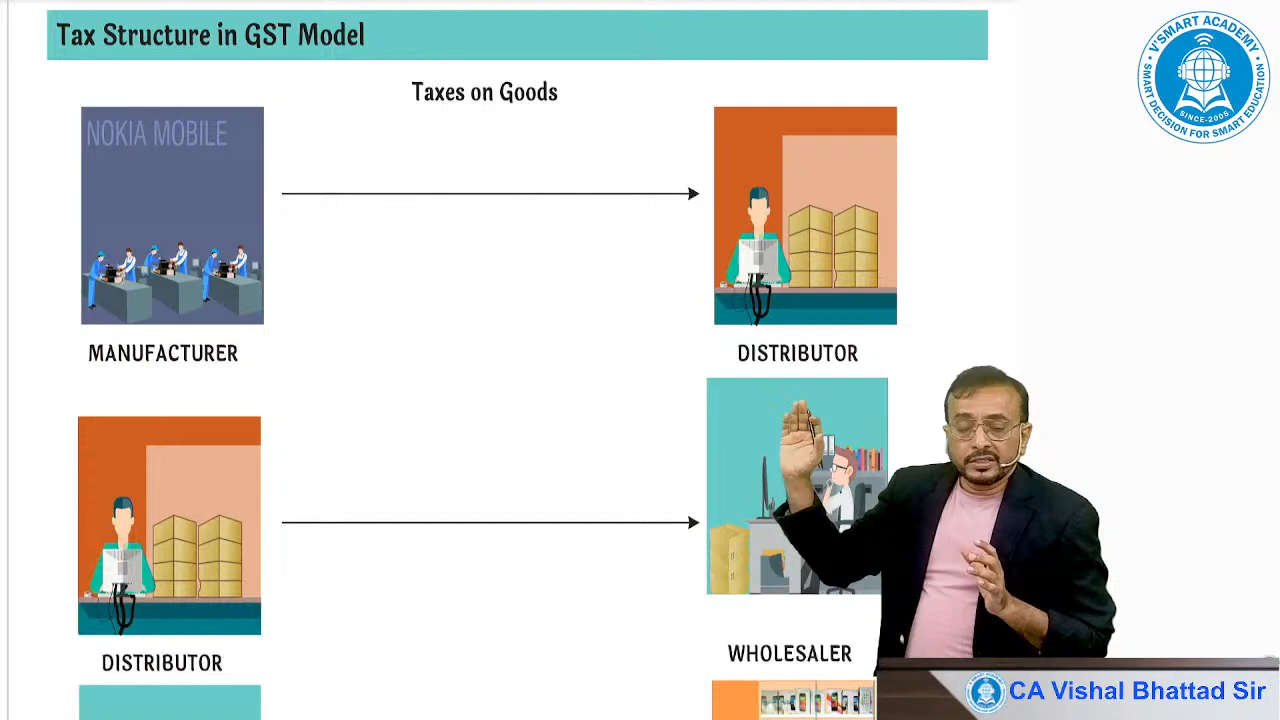 Tax Structure in GST Model
Taxes on Goods
NOKIA MOBILE
MANUFACTURER
DISTRIBUTOR
DISTRIBUTOR
WHOLESALER
V'SMART ACADEMY
SINCE-2005
SMART DECISION FOR SMART EDUCATION
CA Vishal Bhattad Sir